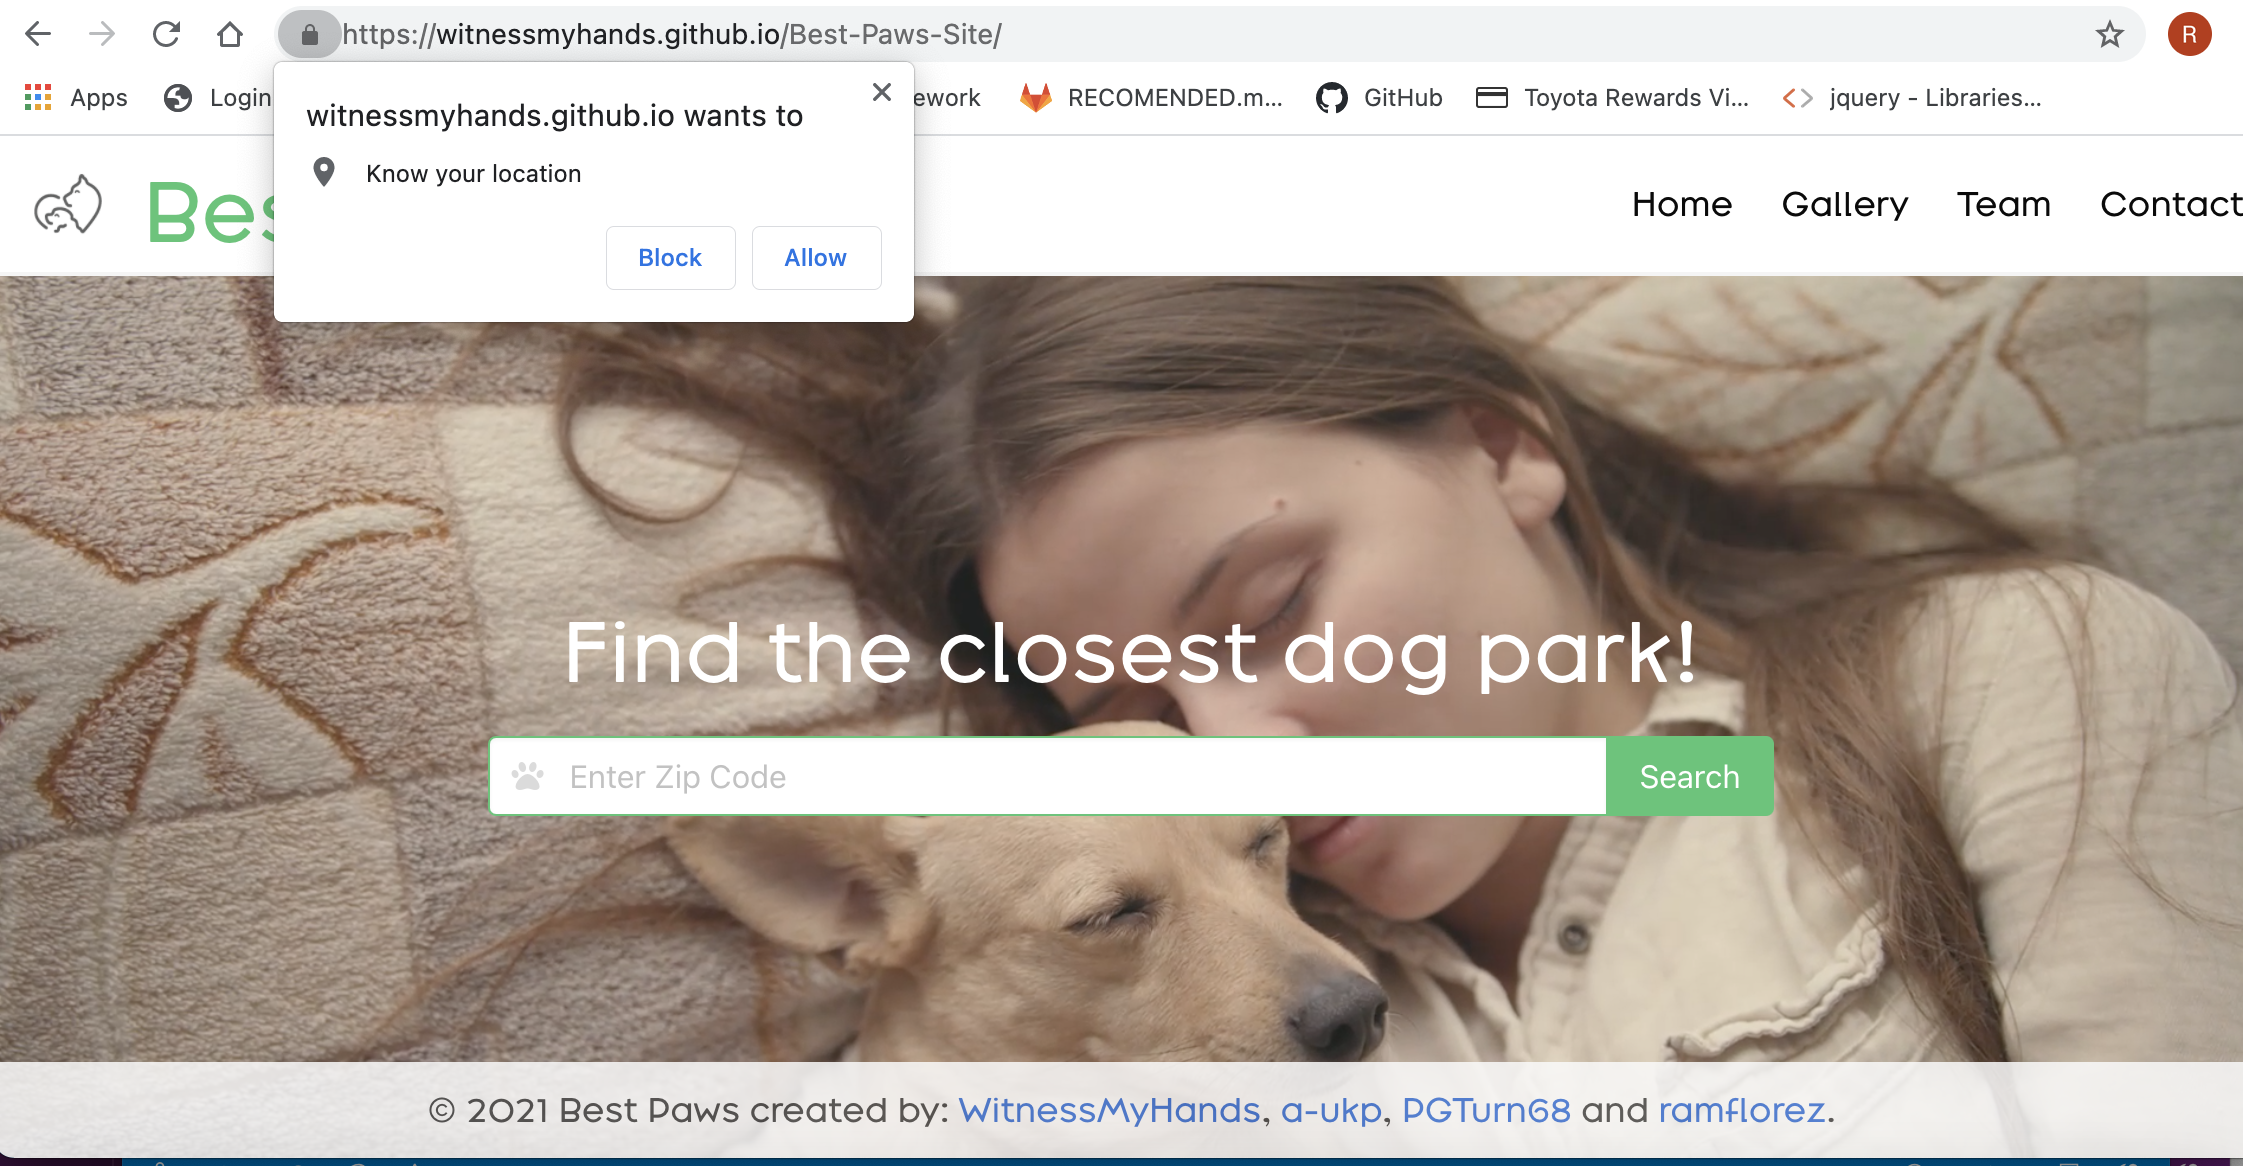 https://witnessmyhands.github.io/Best-Paws-Site/
R
Apps
Login
ework
RECOMENDED.m...
GitHub
Toyota Rewards Vi...
jquery - Libraries...
witnessmyhands.github.io wants to
Know your location
Block
Allow
Bes
Home
Gallery
Team
Contact
Find the closest dog park!
Enter Zip Code
Search
© 2021 Best Paws created by: WitnessMyHands, a-ukp, PGTurn68 and ramflorez.